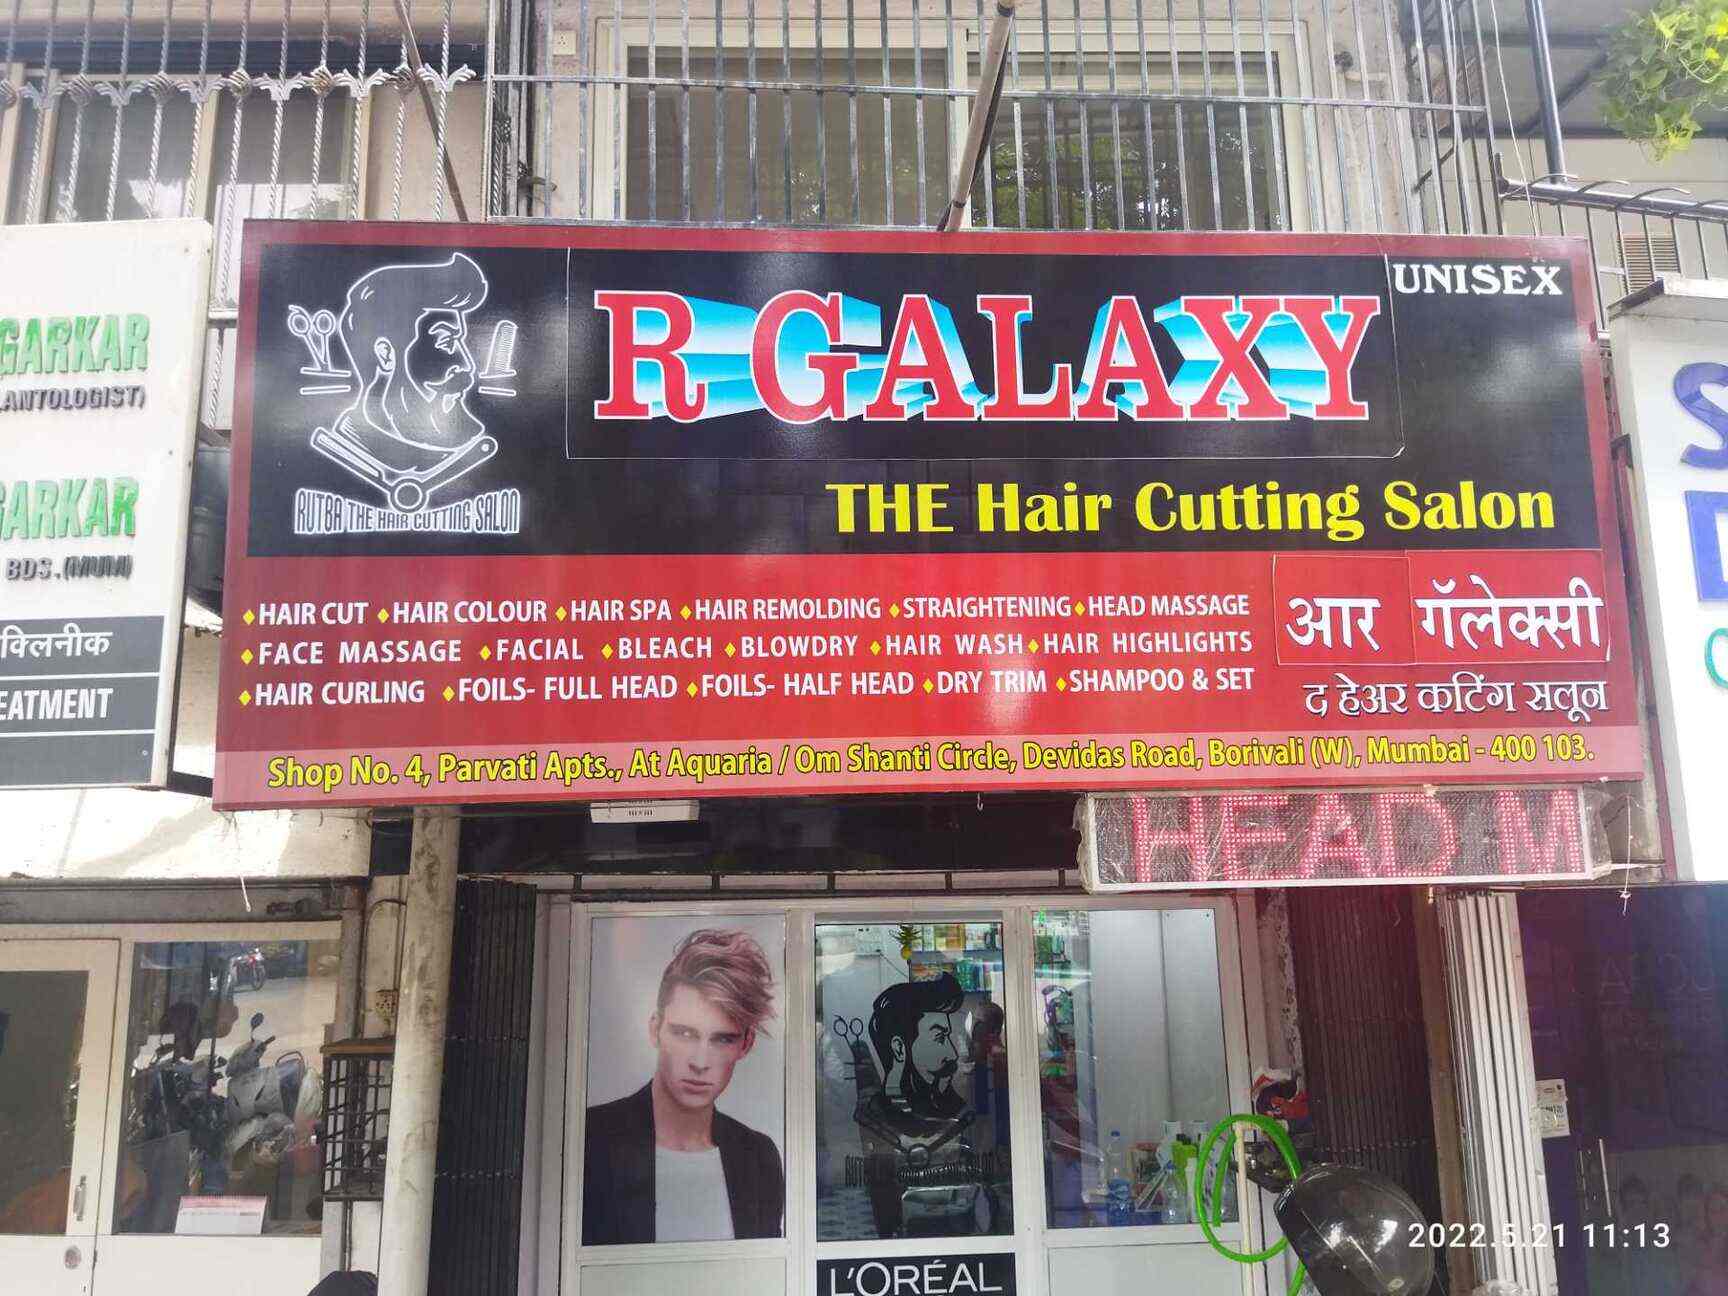 UNISEX
R GALAXY
RUTBA THE HAIR CUTTING SALON
THE Hair Cutting Salon
♦HAIR CUT ♦HAIR COLOUR ♦HAIR SPA ♦HAIR REMOLDING ♦STRAIGHTENING♦HEAD MASSAGE
♦FACE MASSAGE ♦FACIAL ♦BLEACH ♦BLOWDRY ♦HAIR WASH♦HAIR HIGHLIGHTS
♦HAIR CURLING ♦FOILS- FULL HEAD ♦FOILS- HALF HEAD ♦DRY TRIM ♦SHAMPOO & SET
आर गॅलेक्सी
द हेअर कटिंग सलून
Shop No. 4, Parvati Apts., At Aquaria / Om Shanti Circle, Devidas Road, Borivali (W), Mumbai - 400 103.
HEAD M
GARKAR
LANTOLOGIST)
GARKAR
BDS.(MUM)
क्लिनीक
EATMENT
L'ORÉAL
2022.5.21 11:13